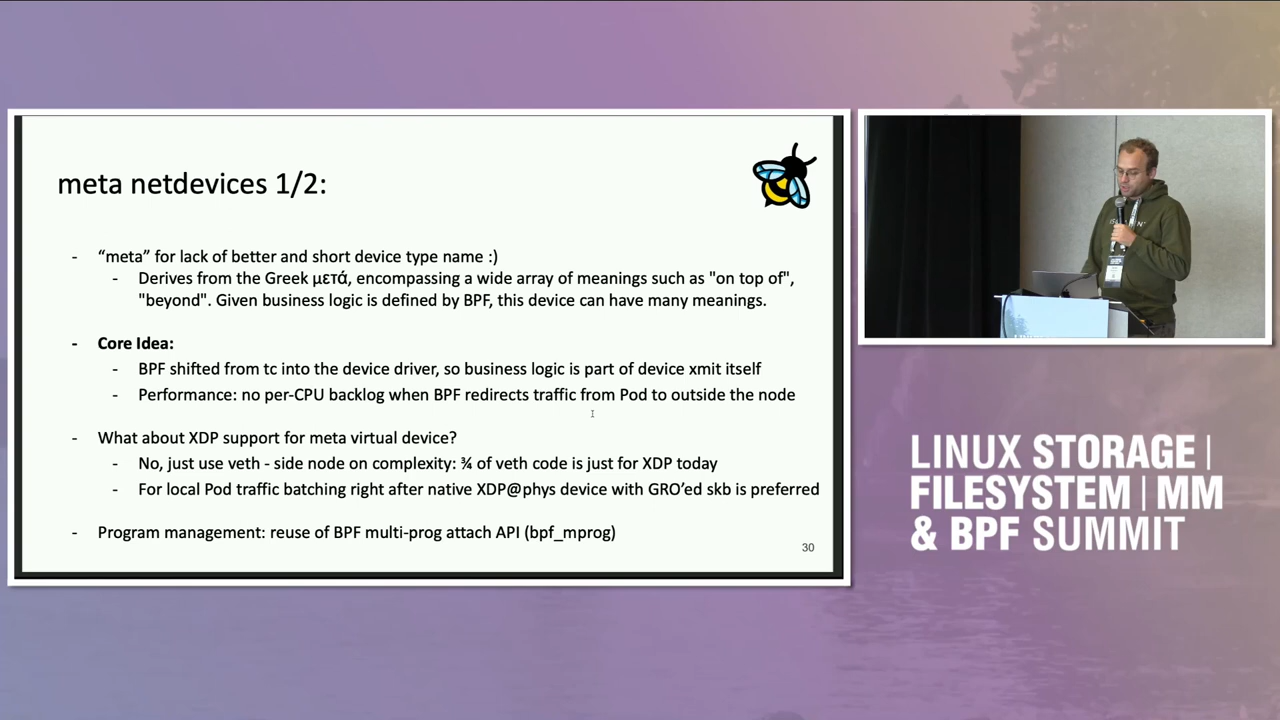 meta netdevices 1/2:
- “meta” for lack of better and short device type name :)
- Derives from the Greek μετά, encompassing a wide array of meanings such as "on top of",
"beyond". Given business logic is defined by BPF, this device can have many meanings.
- Core Idea:
- BPF shifted from tc into the device driver, so business logic is part of device xmit itself
- Performance: no per-CPU backlog when BPF redirects traffic from Pod to outside the node
- What about XDP support for meta virtual device?
- No, just use veth - side node on complexity: ¾ of veth code is just for XDP today
- For local Pod traffic batching right after native XDP@phys device with GRO’ed skb is preferred
- Program management: reuse of BPF multi-prog attach API (bpf_mprog)
30
LINUX STORAGE |
FILESYSTEM | MM
& BPF SUMMIT